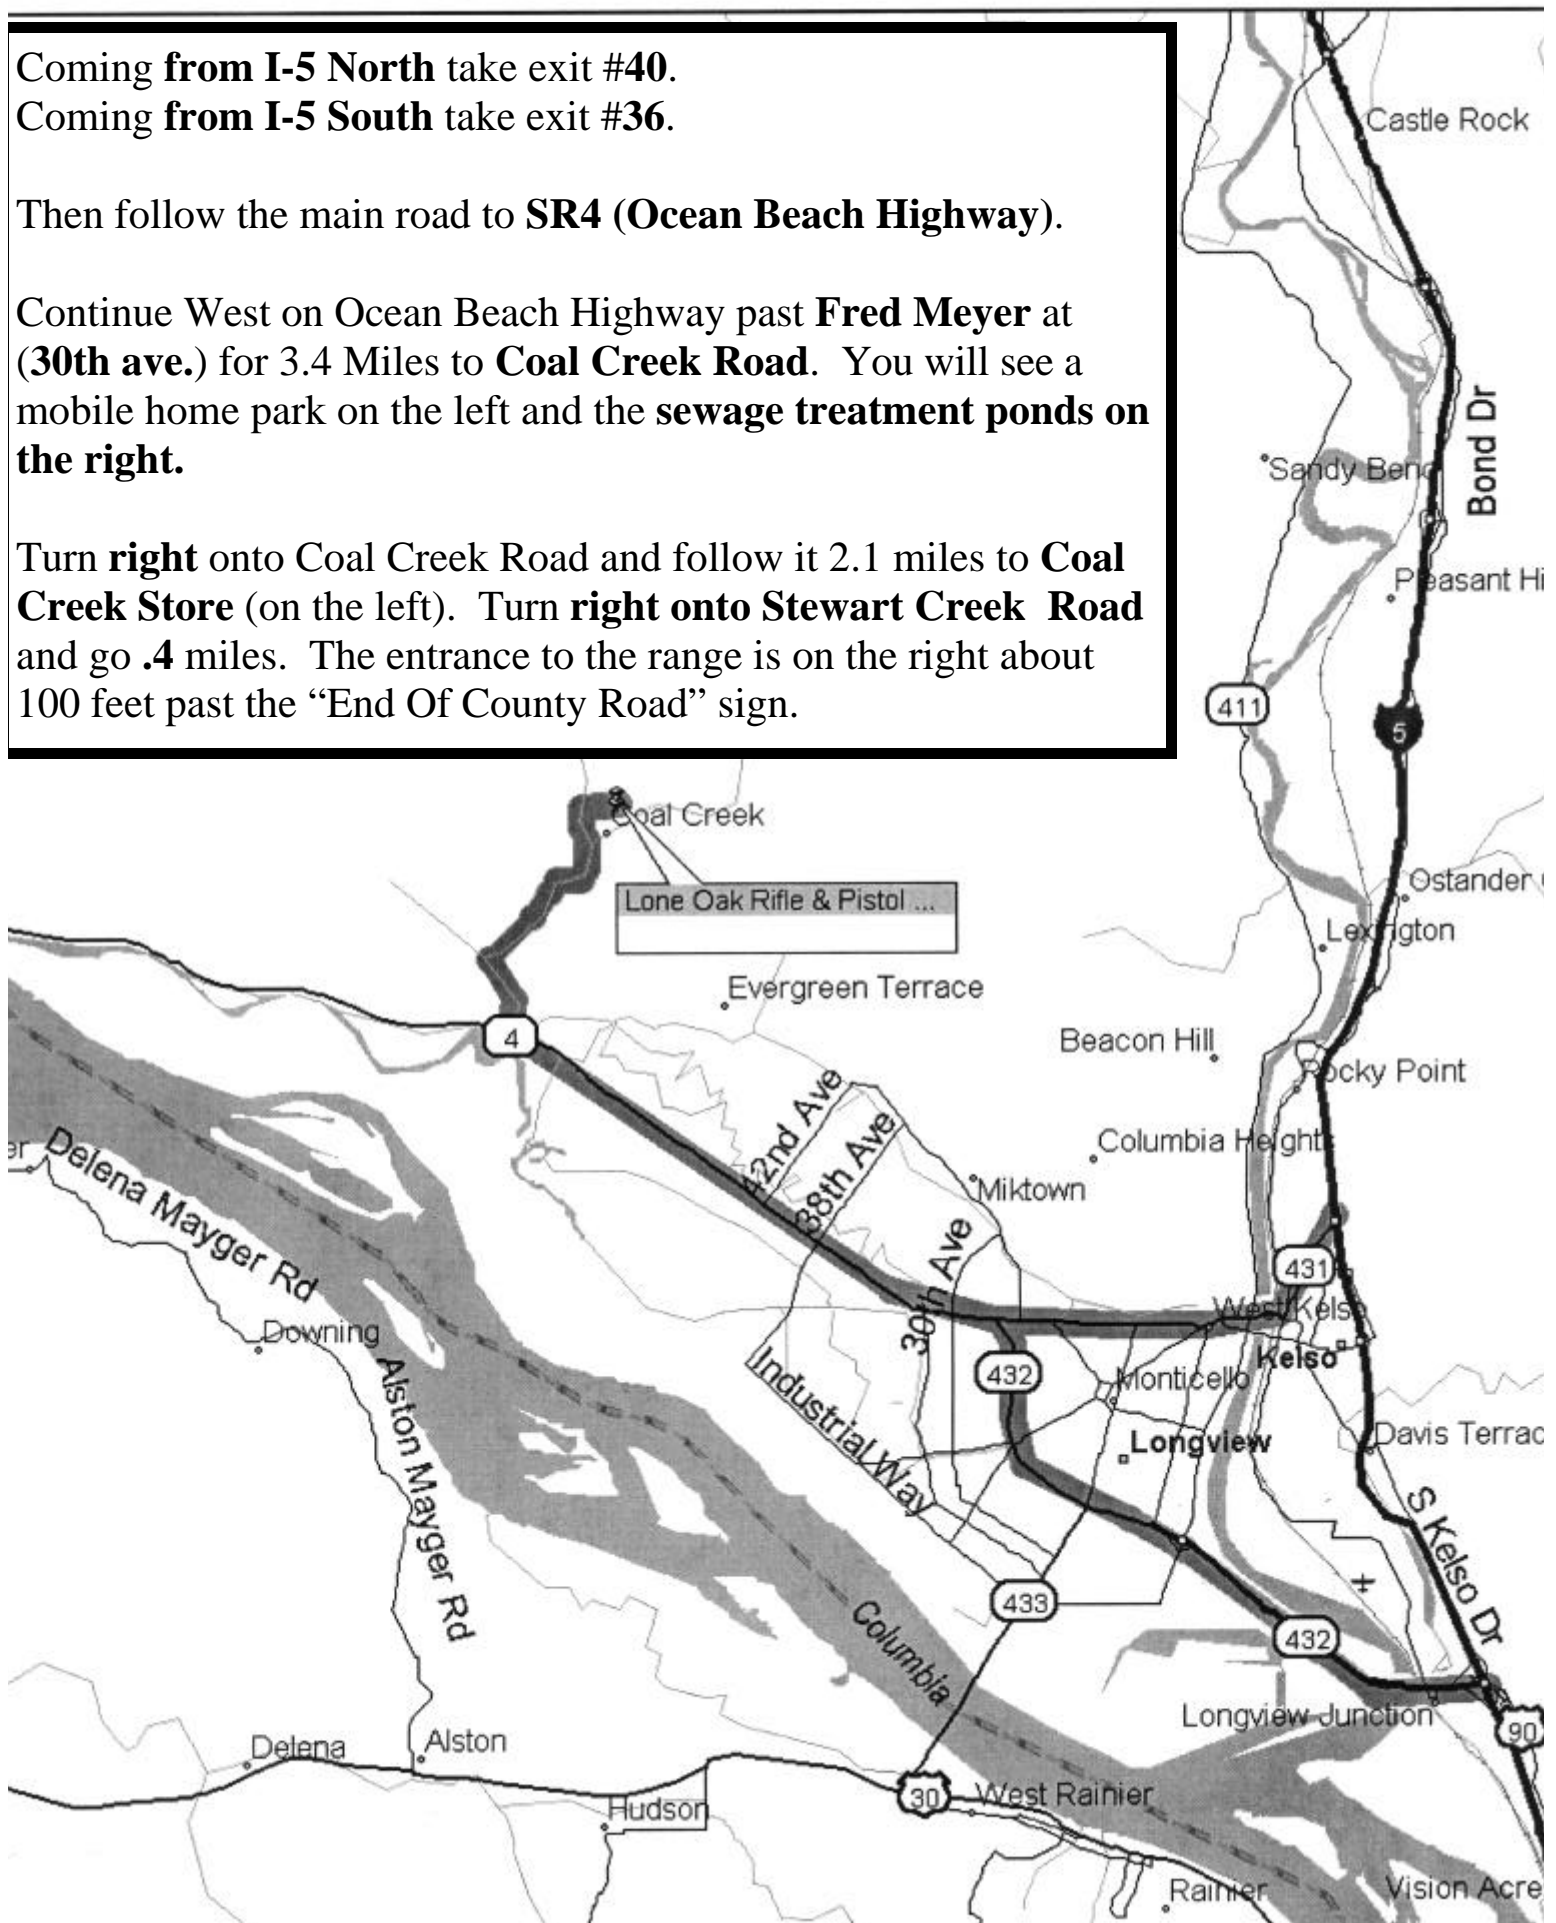 Coming from I-5 North take exit #40.
Coming from I-5 South take exit #36.
Then follow the main road to SR4 (Ocean Beach Highway).
Continue West on Ocean Beach Highway past Fred Meyer at
(30th ave.) for 3.4 Miles to Coal Creek Road.  You will see a
mobile home park on the left and the sewage treatment ponds on
the right.
Turn right onto Coal Creek Road and follow it 2.1 miles to Coal
Creek Store (on the left).  Turn right onto Stewart Creek  Road
and go .4 miles.  The entrance to the range is on the right about
100 feet past the “End Of County Road” sign.
Castle Rock
Bond Dr
Sandy Bend
Pleasant Hi
411
5
Coal Creek
Lone Oak Rifle & Pistol ...
Ostander
Lexington
Evergreen Terrace
4
Beacon Hill
Rocky Point
42nd Ave
38th Ave
Columbia Heights
er
Delena Mayger Rd
Miktown
30th Ave
431
West Kelso
Downing
Kelso
432
Monticello
Alston Mayger Rd
Industrial Way
Longview
Davis Terrac
S Kelso Dr
433
Columbia
432
Longview Junction
90
Delena
Alston
30
West Rainier
Hudson
Rainier
Vision Acre